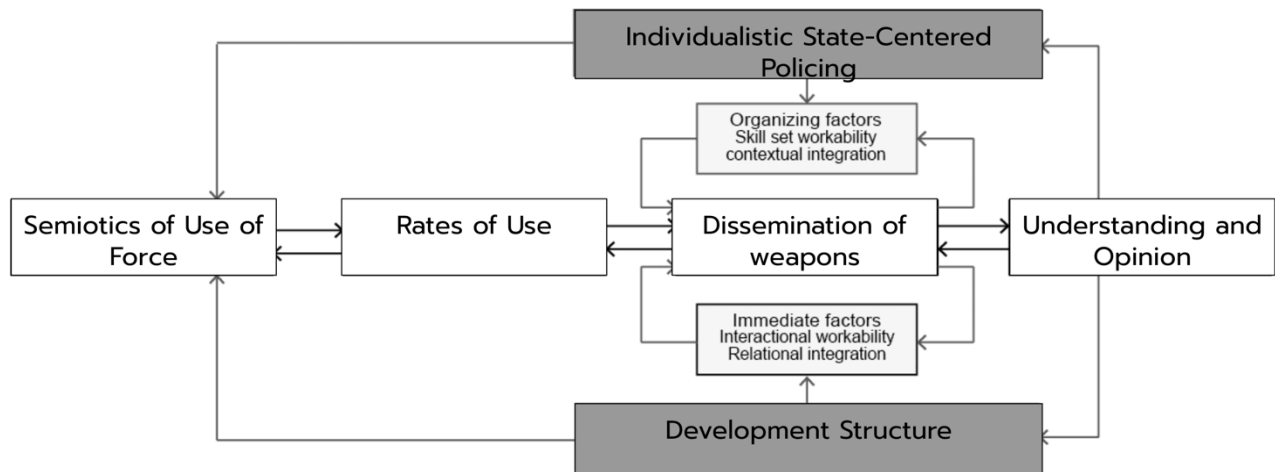 Individualistic State-Centered
Policing
Organizing factors
Skill set workability
contextual integration
Semiotics of Use of
Force
Rates of Use
Dissemination of
weapons
Understanding and
Opinion
Immediate factors
Interactional workability
Relational integration
Development Structure